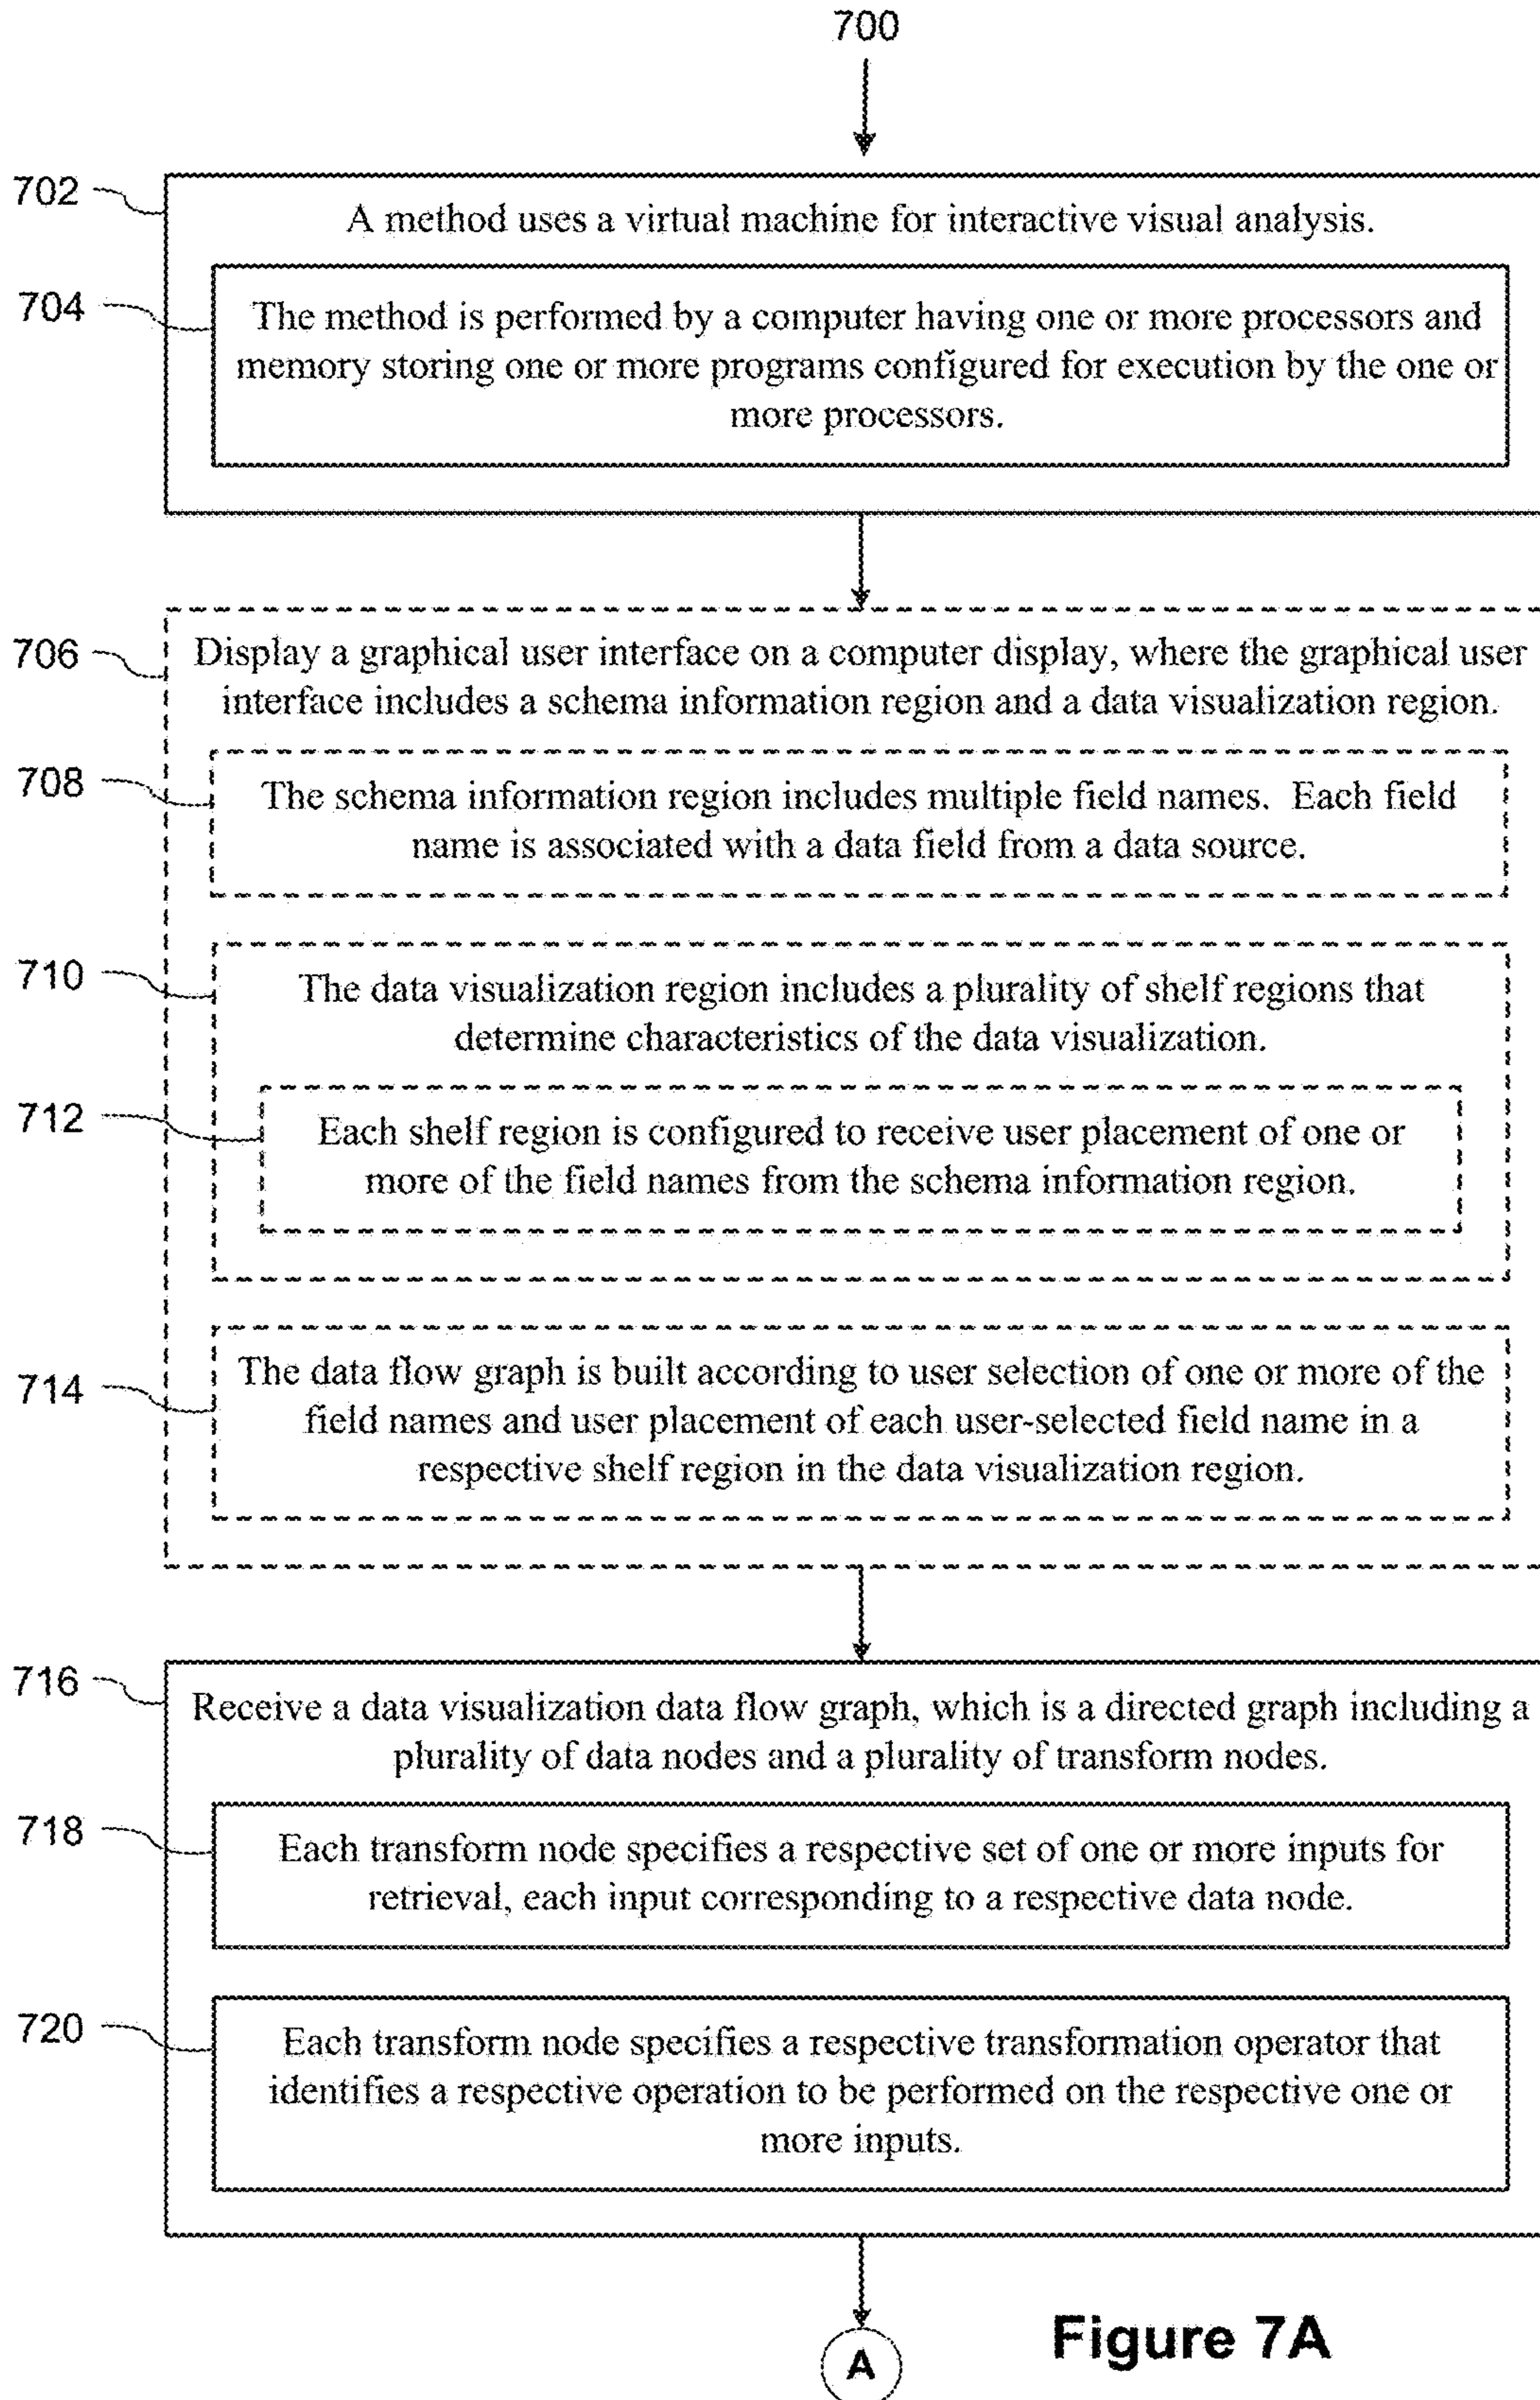 700
702
A method uses a virtual machine for interactive visual analysis.
704
The method is performed by a computer having one or more processors and
memory storing one or more programs configured for execution by the one or
more processors.
706
Display a graphical user interface on a computer display, where the graphical user
interface includes a schema information region and a data visualization region.
708
The schema information region includes multiple field names. Each field
name is associated with a data field from a data source.
710
The data visualization region includes a plurality of shelf regions that
determine characteristics of the data visualization.
712
Each shelf region is configured to receive user placement of one or
more of the field names from the schema information region.
714
The data flow graph is built according to user selection of one or more of the
field names and user placement of each user-selected field name in a
respective shelf region in the data visualization region.
716
Receive a data visualization data flow graph, which is a directed graph including a
plurality of data nodes and a plurality of transform nodes.
718
Each transform node specifies a respective set of one or more inputs for
retrieval, each input corresponding to a respective data node.
720
Each transform node specifies a respective transformation operator that
identifies a respective operation to be performed on the respective one or
more inputs.
A
Figure 7A